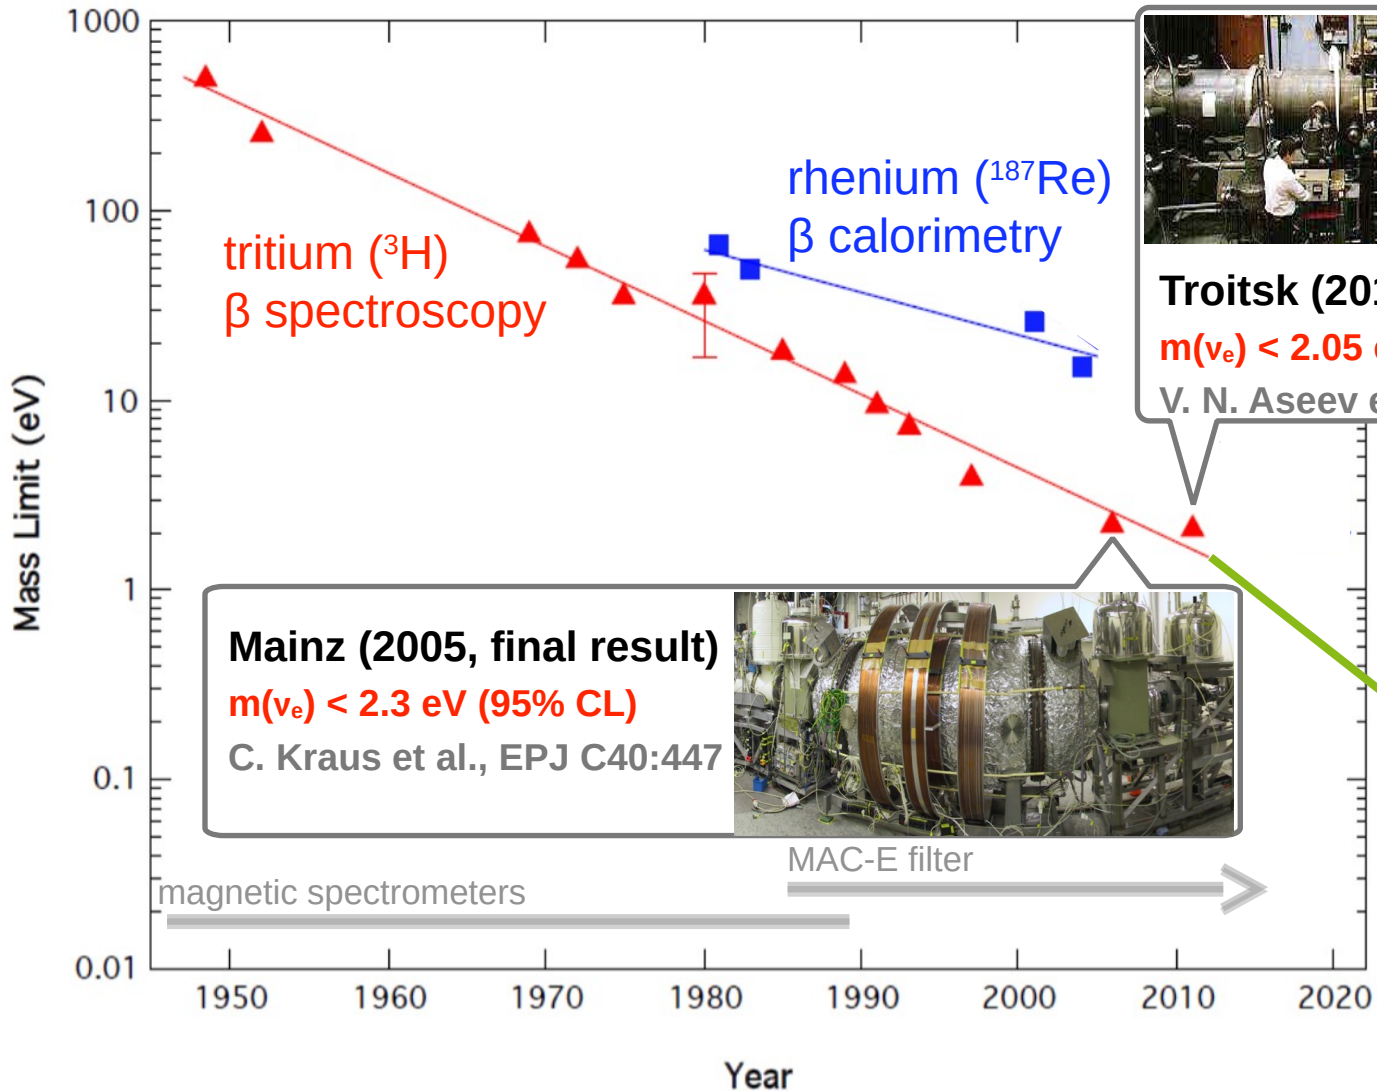 1000
100
10
1
0.1
0.01
Mass Limit (eV)
tritium (³H)
β spectroscopy
rhenium (¹⁸⁷Re)
β calorimetry
Troitsk (201
m(νₑ) < 2.05
V. N. Aseev
Mainz (2005, final result)
m(νₑ) < 2.3 eV (95% CL)
C. Kraus et al., EPJ C40:447
MAC-E filter
magnetic spectrometers
1950 1960 1970 1980 1990 2000 2010 2020
Year